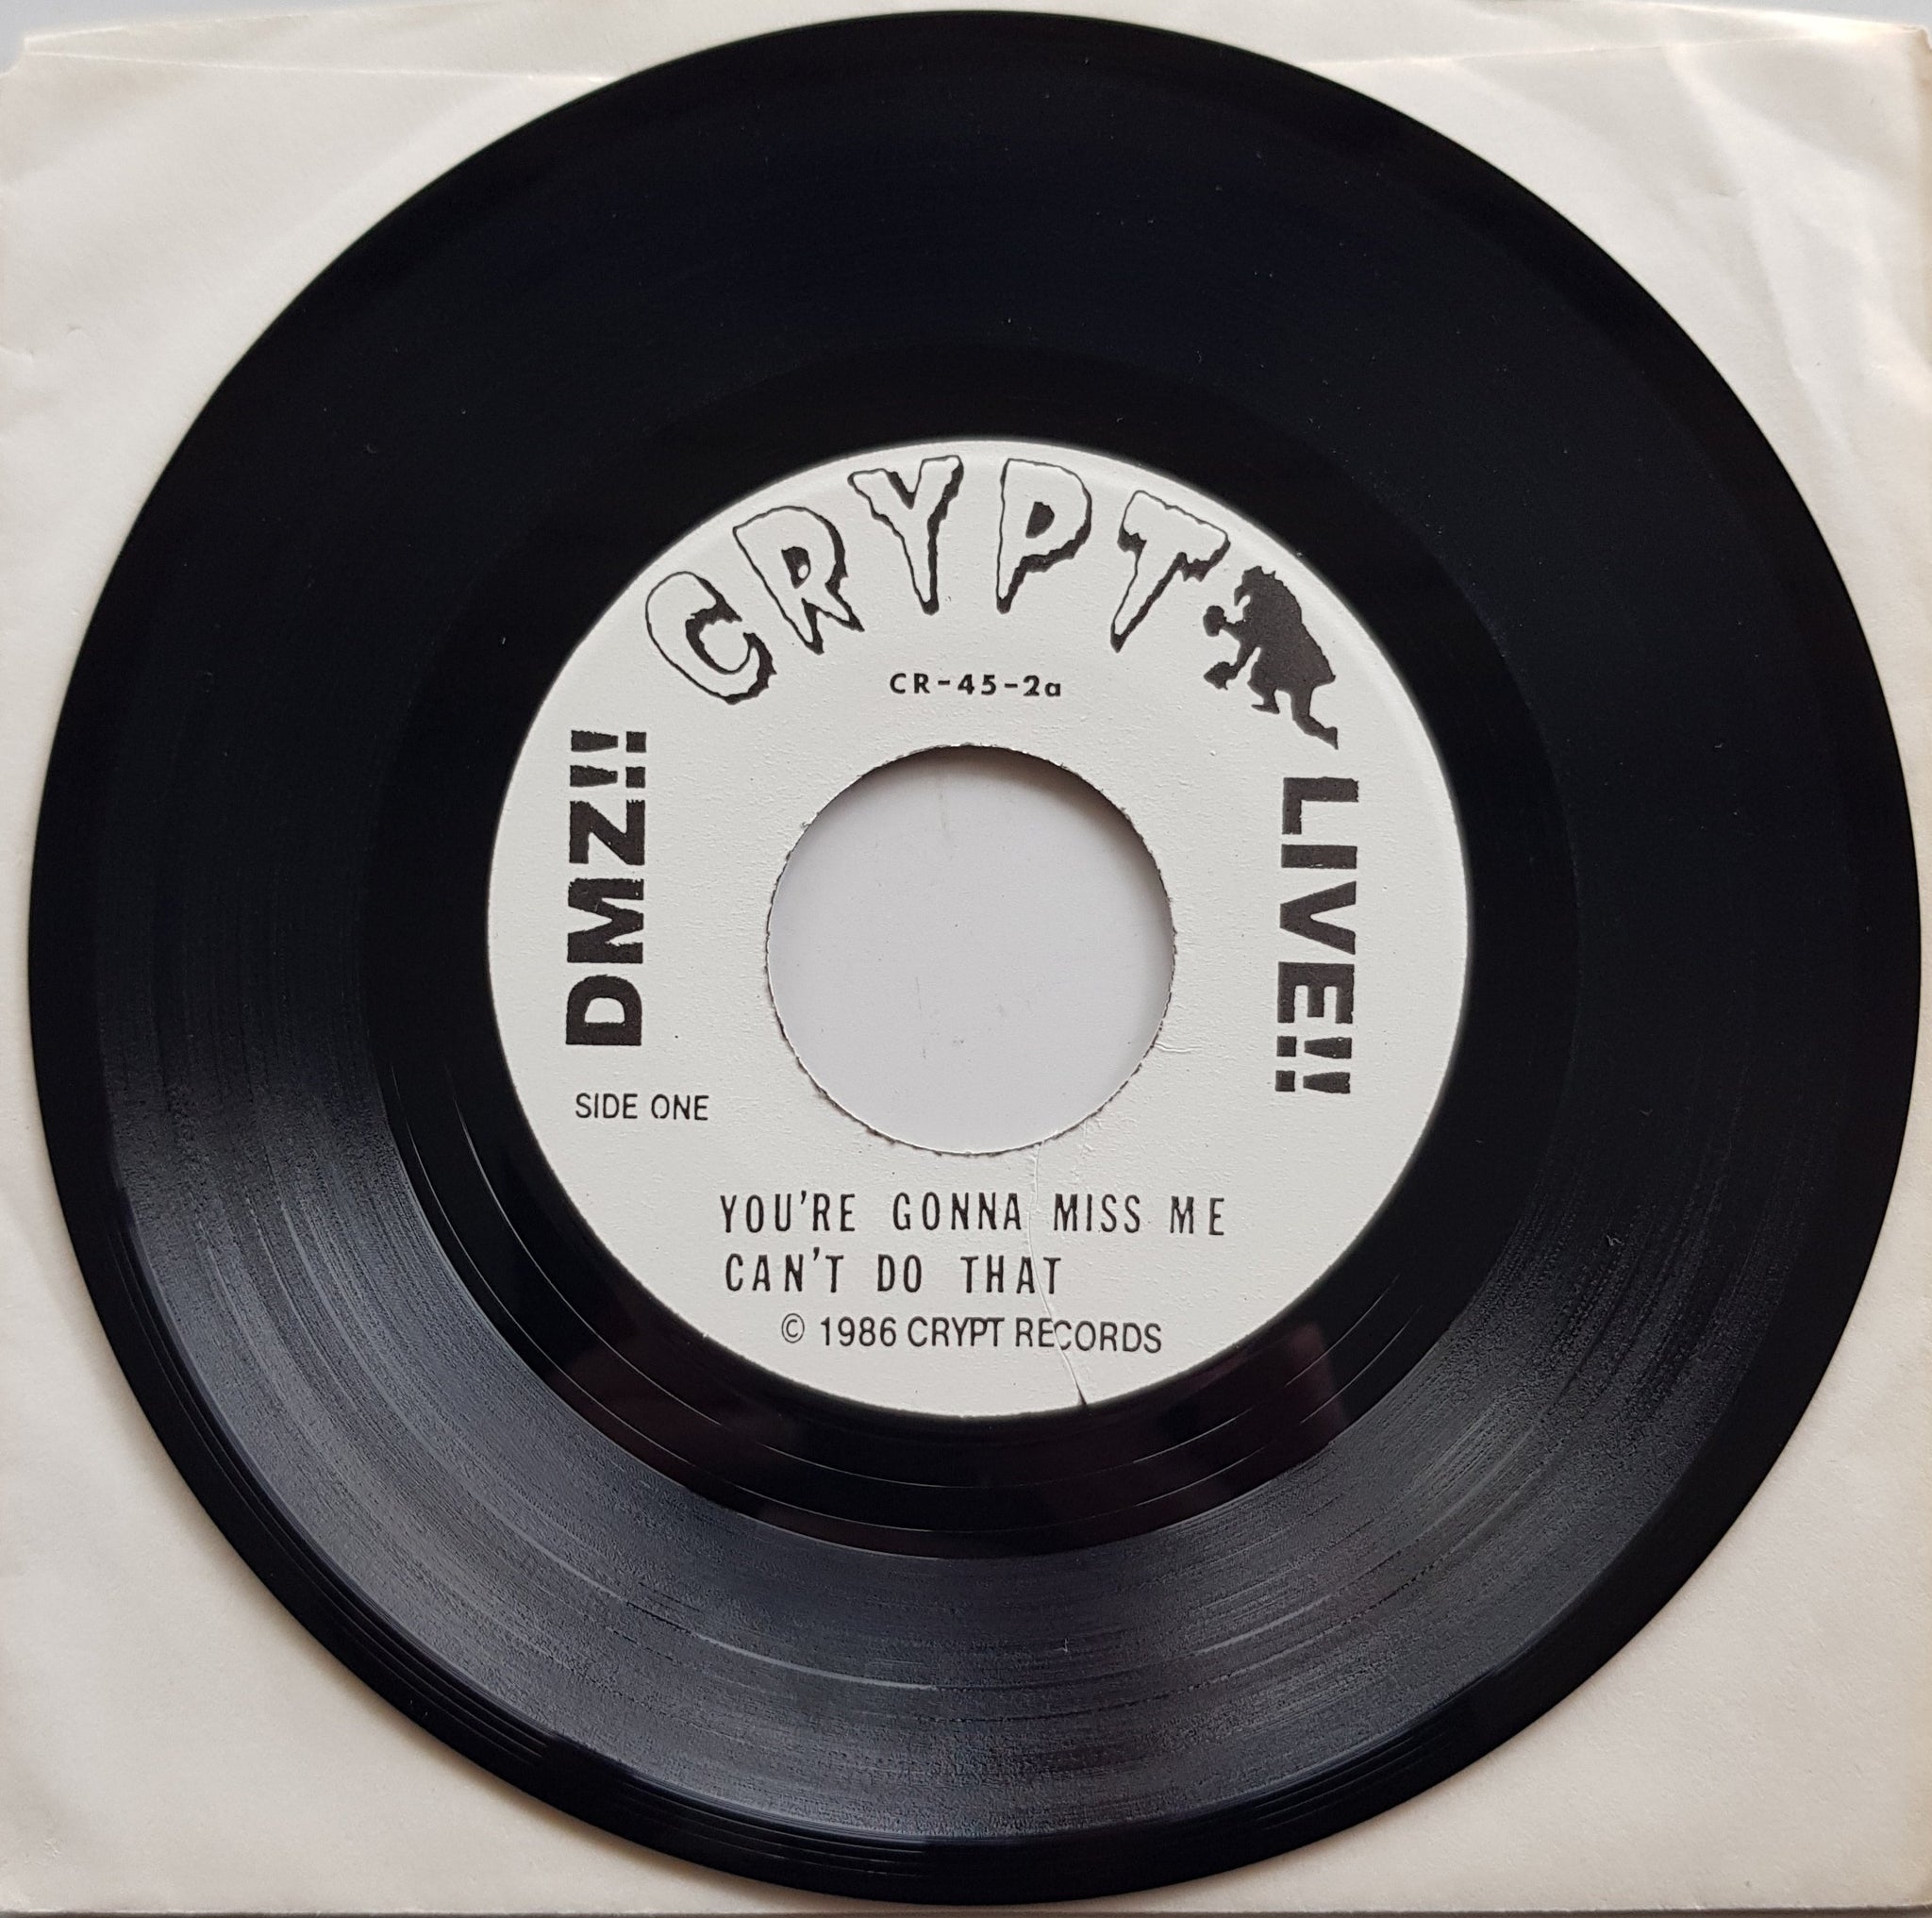 CRYPT
CR-45-2a
DMZ!!
LIVE!!
SIDE ONE
YOU'RE GONNA MISS ME
CAN'T DO THAT
© 1986 CRYPT RECORDS